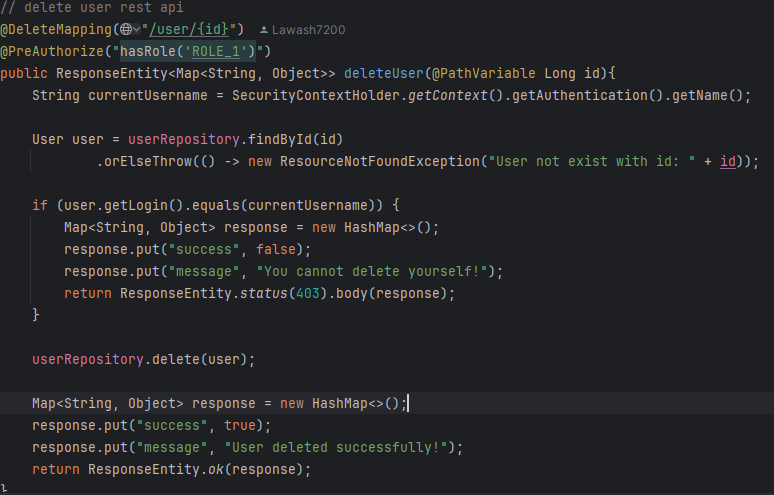 // delete user rest api
@DeleteMapping("/user/{id}") Lawash7200
@PreAuthorize("hasRole('ROLE_1')")
public ResponseEntity<Map<String, Object>> deleteUser(@PathVariable Long id){
String currentUsername = SecurityContextHolder.getContext().getAuthentication().getName();
User user = userRepository.findById(id)
.orElseThrow(() -> new ResourceNotFoundException("User not exist with id: " + id));
if (user.getLogin().equals(currentUsername)) {
Map<String, Object> response = new HashMap<>();
response.put("success", false);
response.put("message", "You cannot delete yourself!");
return ResponseEntity.status(403).body(response);
}
userRepository.delete(user);
Map<String, Object> response = new HashMap<>();
response.put("success", true);
response.put("message", "User deleted successfully!");
return ResponseEntity.ok(response);
}